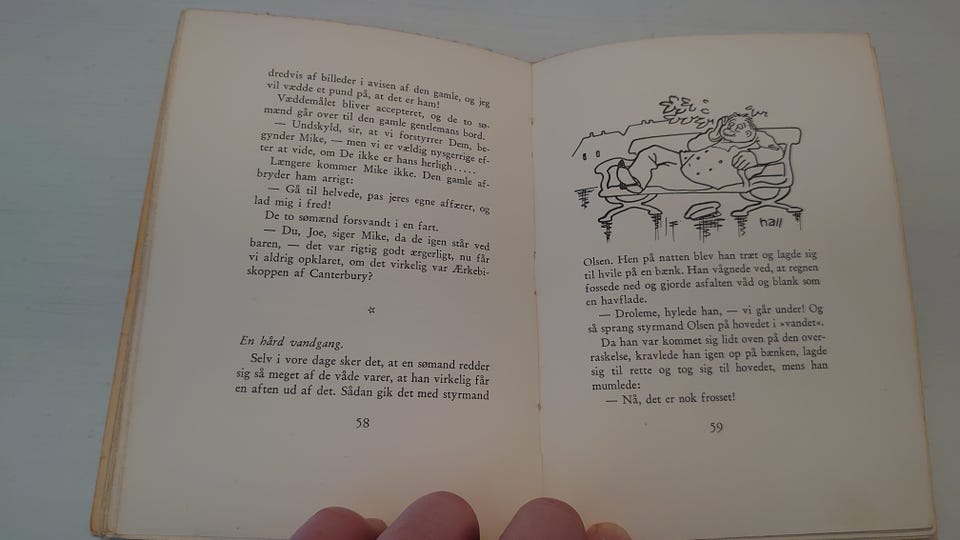 dredvis af billeder i avisen af den gamle, og jeg
vil vædde et pund på, at det er ham!
Væddemålet bliver accepteret, og de to sø-
mænd går over til den gamle gentlemans bord.
— Undskyld, sir, at vi forstyrrer Dem, be-
gynder Mike, — men vi er vældig nysgerrige ef-
ter at vide, om De ikke er hans herligh.....
Længere kommer Mike ikke. Den gamle af-
bryder ham arrigt:
— Gå til helvede, pas jeres egne affærer, og
lad mig i fred!
De to sømænd forsvandt i en fart.
— Du, Joe, siger Mike, da de igen står ved
baren, — det var rigtig godt ærgerligt, nu får
vi aldrig opklaret, om det virkelig var Ærkebi-
skoppen af Canterbury?
En hård vandgang.
Selv i vore dage sker det, at en sømand redder
sig så meget af de våde varer, at han virkelig får
en aften ud af det. Sådan gik det med styrmand
58
hall
Olsen. Hen på natten blev han træt og lagde sig
til hvile på en bænk. Han vågnede ved, at regnen
fossede ned og gjorde asfalten våd og blank som
en havflade.
— Droleme, hylede han, — vi går under! Og
så sprang styrmand Olsen på hovedet i »vandet«.
Da han var kommet sig lidt oven på den over-
raskelse, kravlede han igen op på bænken, lagde
sig til rette og tog sig til hovedet, mens han
mumlede:
— Nå, det er nok frosset!
59